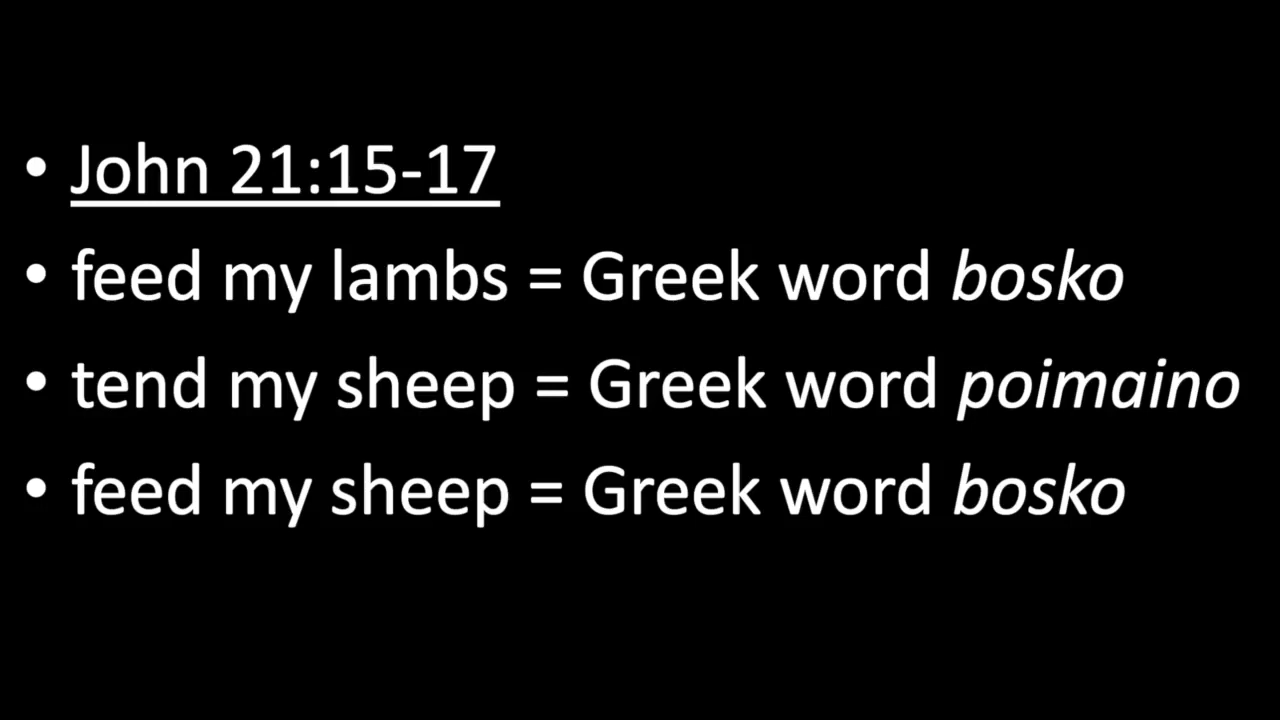 • John 21:15-17
• feed my lambs = Greek word bosko
• tend my sheep = Greek word poimaino
• feed my sheep = Greek word bosko